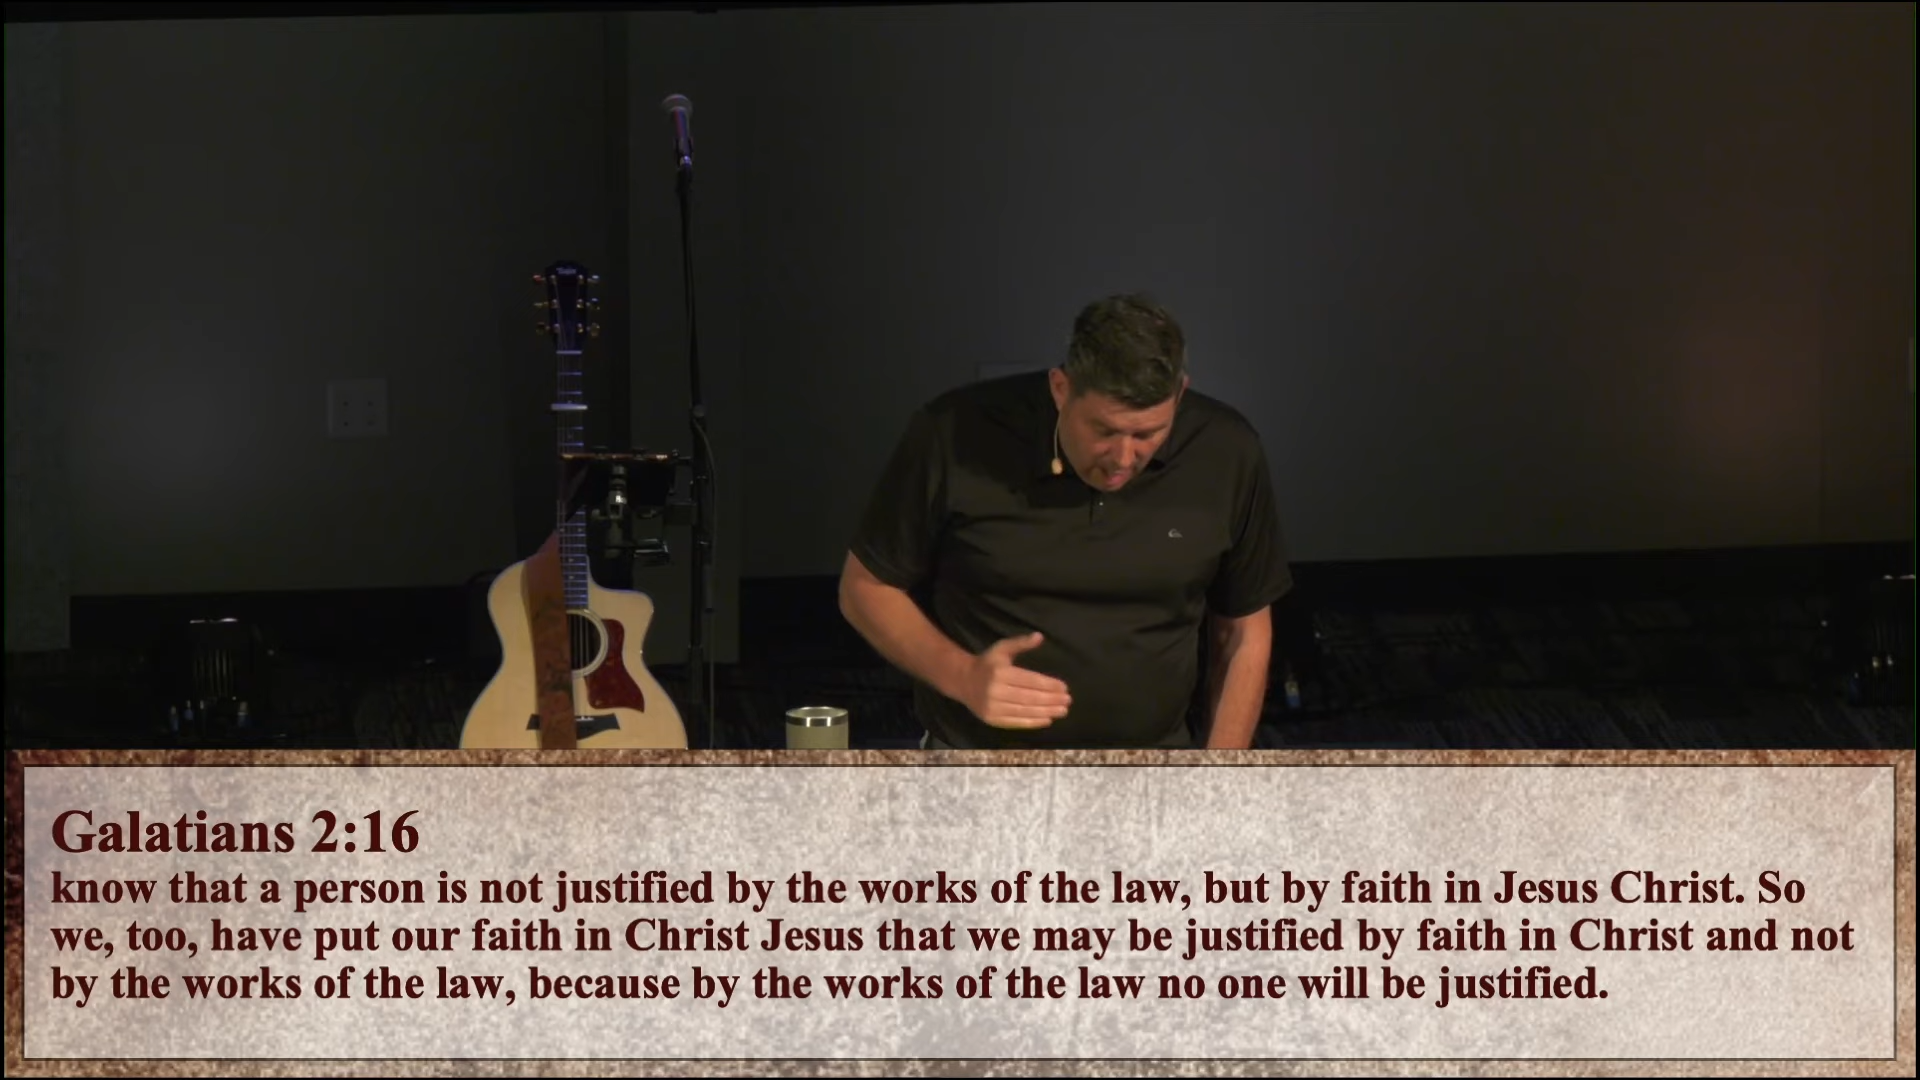 Galatians 2:16
know that a person is not justified by the works of the law, but by faith in Jesus Christ. So
we, too, have put our faith in Christ Jesus that we may be justified by faith in Christ and not
by the works of the law, because by the works of the law no one will be justified.